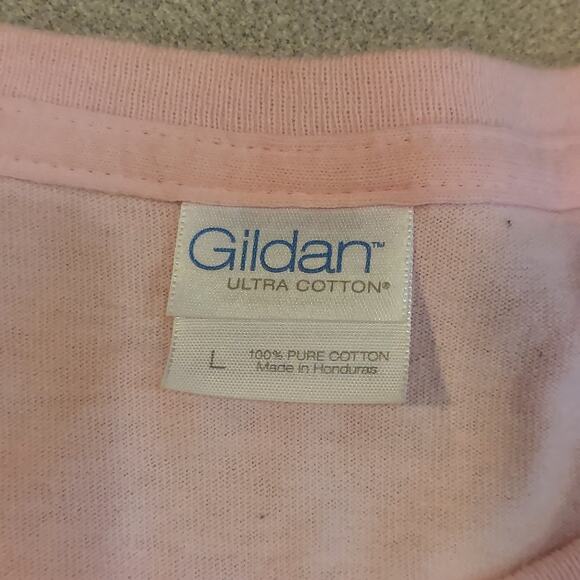 Gildan™
ULTRA COTTON®
L
100% PURE COTTON
Made in Honduras